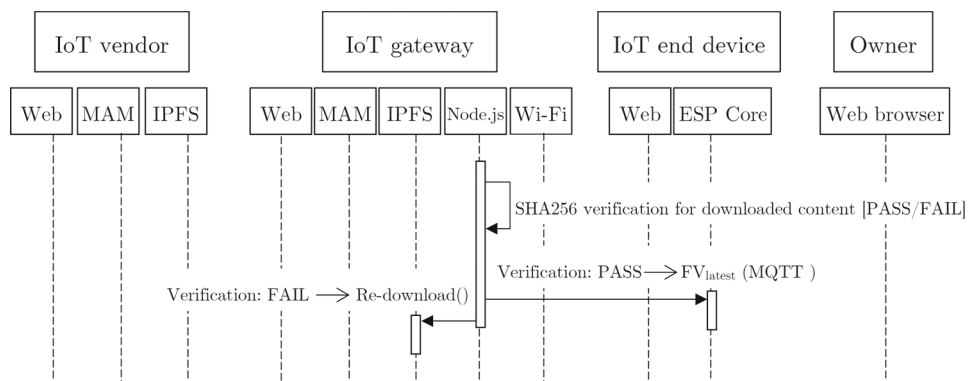 IoT vendor IoT gateway IoT end device Owner
Web MAM IPFS Web MAM IPFS Node.js Wi-Fi Web ESP Core Web browser
SHA256 verification for downloaded content [PASS/FAIL]
Verification: PASS → FVlatest (MQTT )
Verification: FAIL → Re-download()